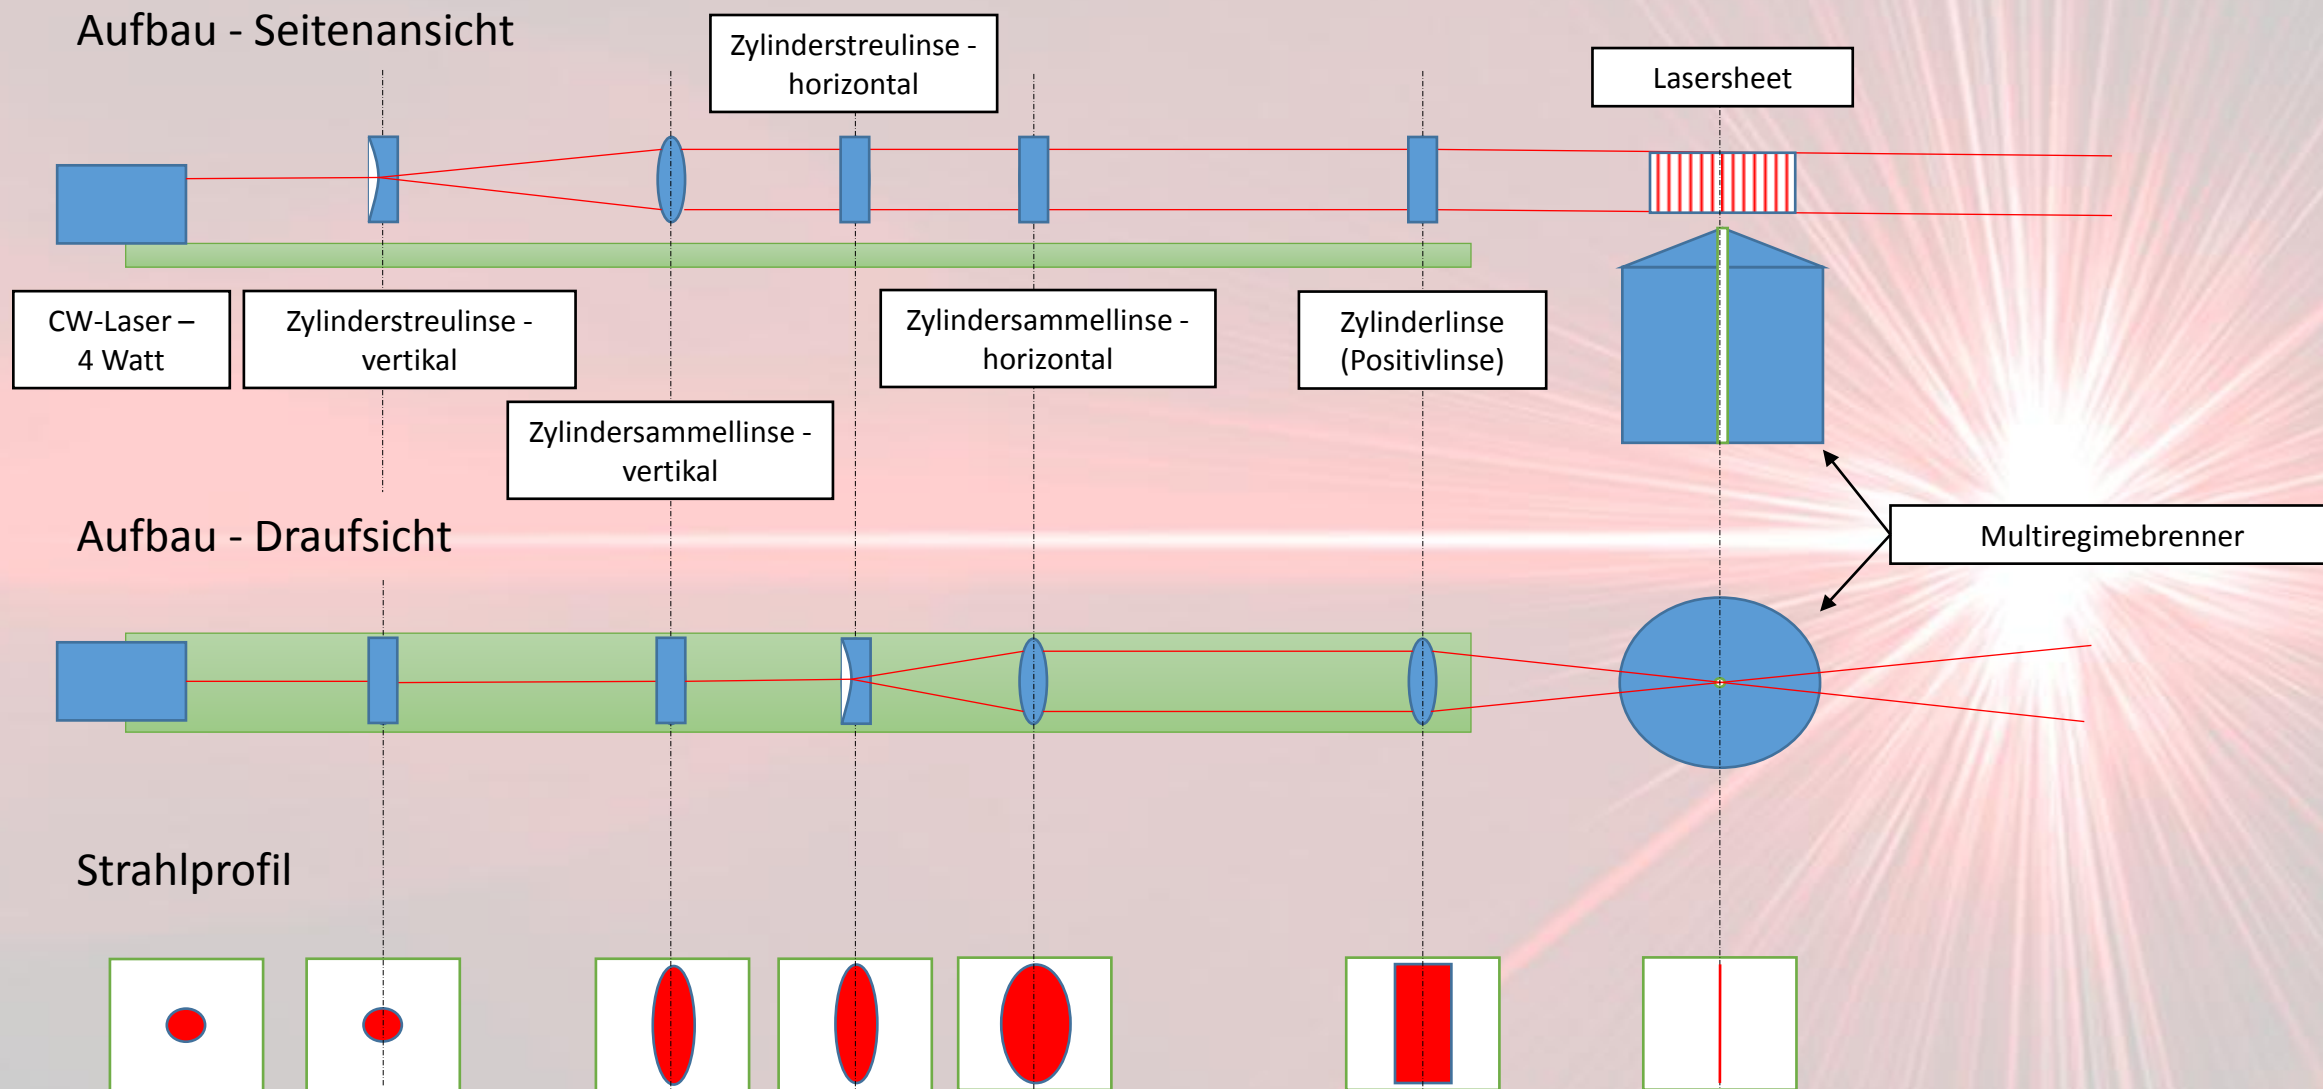 Aufbau - Seitenansicht
Zylinderstreulinse -
horizontal
Lasersheet
CW-Laser –
4 Watt
Zylinderstreulinse -
vertikal
Zylindersammellinse -
horizontal
Zylinderlinse
(Positivlinse)
Zylindersammellinse -
vertikal
Aufbau - Draufsicht
Multiregimebrenner
Strahlprofil